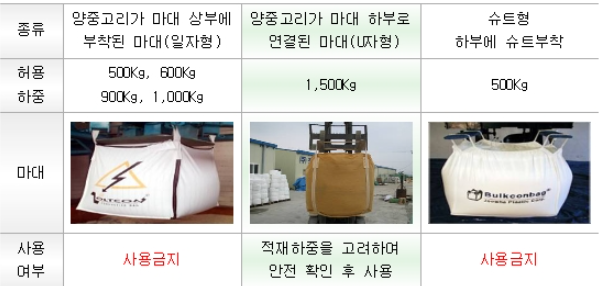 종류
양중고리가 마대 상부에
부착된 마대(일자형)
양중고리가 마대 하부로
연결된 마대(U자형)
슈트형
하부에 슈트부착
허용
하중
500Kg, 600Kg
900Kg, 1,000Kg
1,500Kg
500Kg
마대
Bulkconbag
사용
여부
사용금지
적재하중을 고려하여
안전 확인 후 사용
사용금지